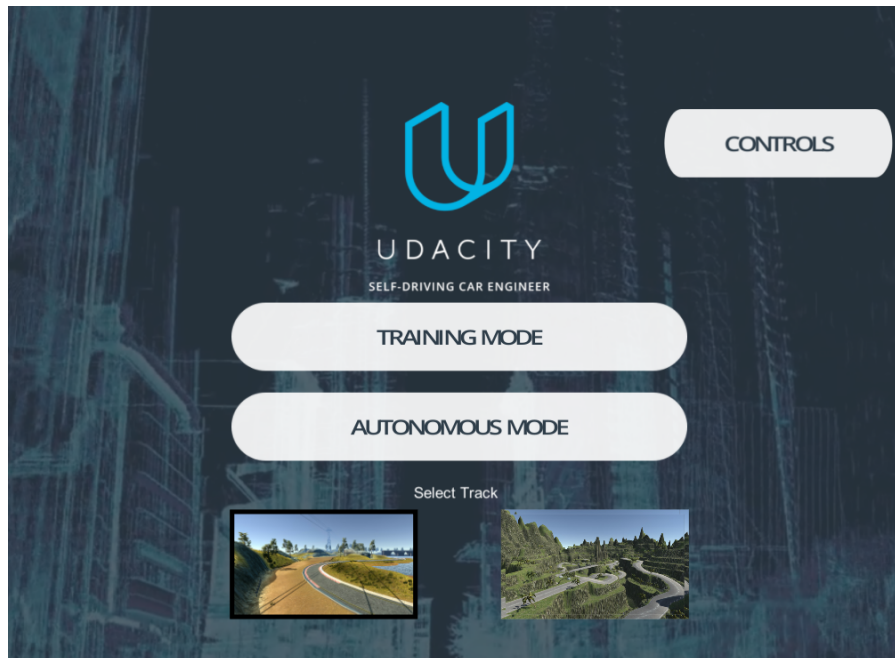 CONTROLS
UDACITY
SELF-DRIVING CAR ENGINEER
TRAINING MODE
AUTONOMOUS MODE
Select Track